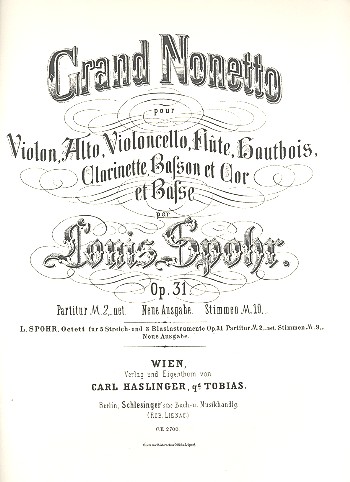 Grand Nonetto
pour
Violon, Alto, Violoncello, Flûte, Hautbois,
Clarinette, Basson et Cor
et Basse
par
Louis Spohr.
Op. 31.
Partitur M. 2,_ net. Neue Ausgabe. Stimmen M. 10,_
L. SPOHR, Octett für 5 Streich- und 3 Blasinstrumente Op. 31 Partitur M. 2,_ net. Stimmen M. 9,_
Neue Ausgabe.
WIEN,
Verlag und Eigenthum von
CARL HASLINGER, qm TOBIAS.
Berlin, Schlesinger'sche Buch- u. Musikhandlg.
(ROB. LIENAU)